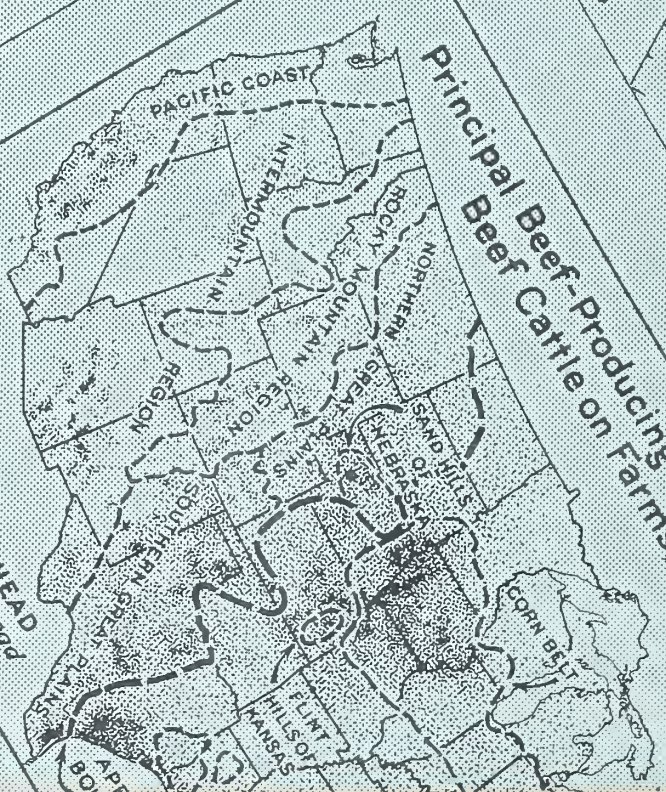 Principal Beef-Producing
Beef Cattle on Farms,
PACIFIC COAST
INTERMOUNTAIN
REGION
ROCKY MOUNTAIN
REGION
NORTHERN
GREAT
PLAINS
SAND HILLS
OF
NEBRASKA
SOUTHERN GREAT PLAINS
CORN BELT
FLINT
HILLS OF
KANSAS
HEAD